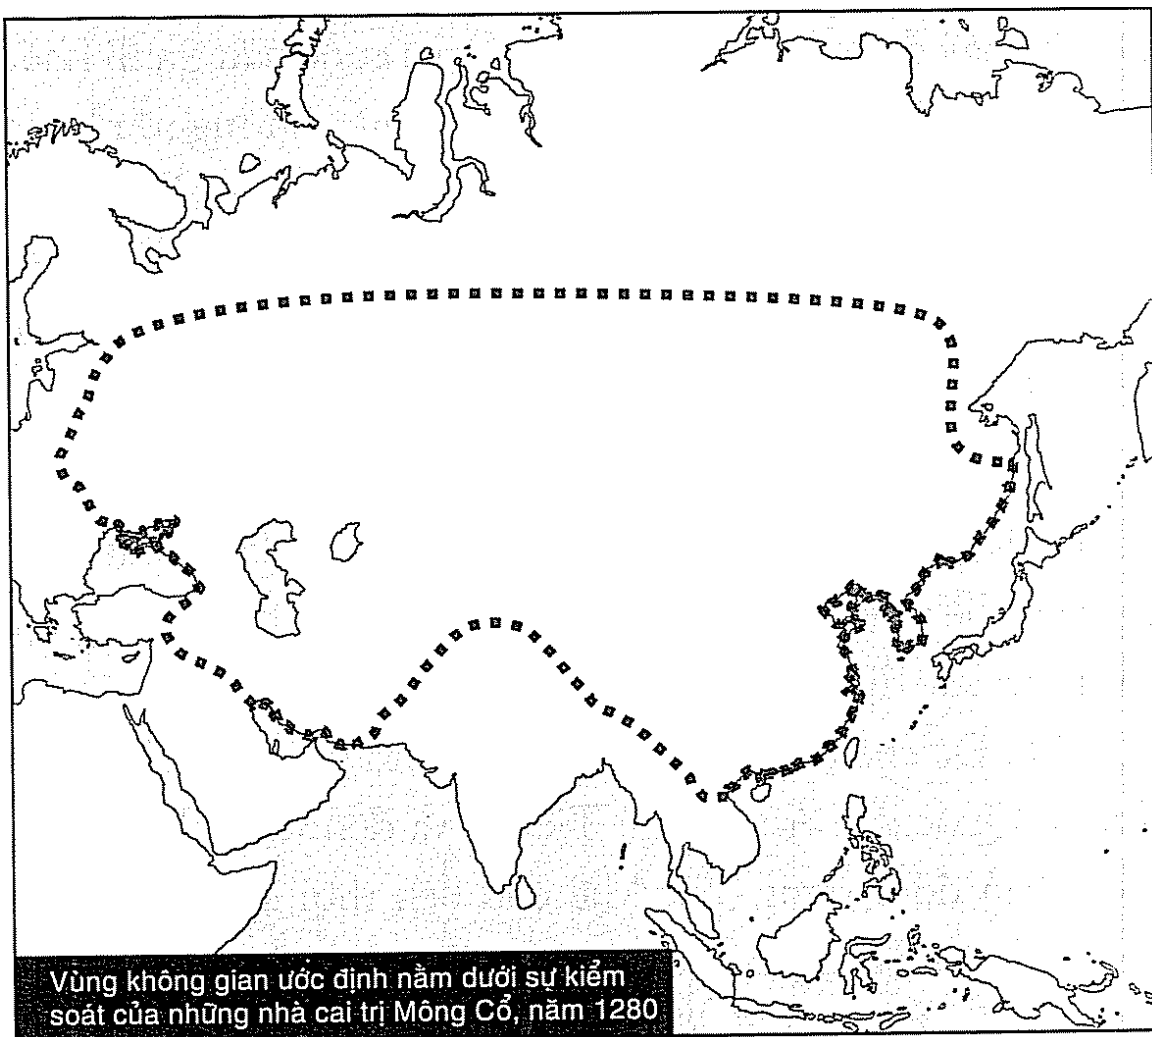 Vùng không gian ước định nằm dưới sự kiểm
soát của những nhà cai trị Mông Cổ, năm 1280